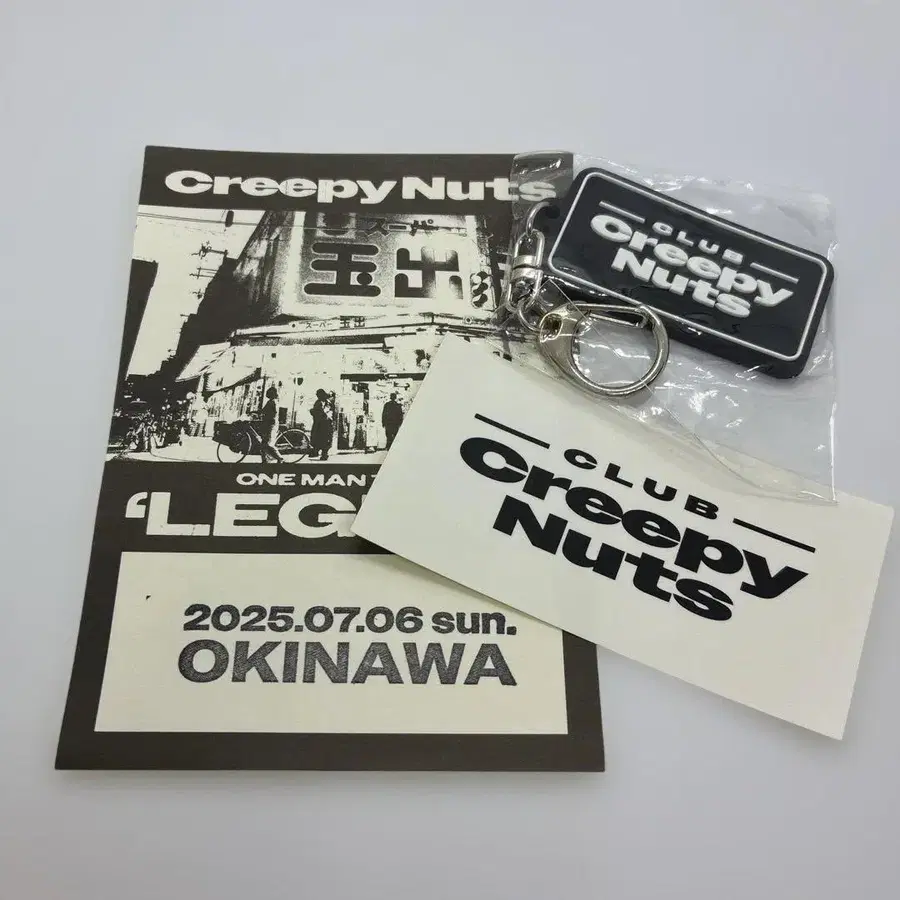 Creepy Nuts
スーパー
玉出
スーパー 玉出
ONE MAN
'LEG
2025.07.06 sun.
OKINAWA
CLUB
Creepy
Nuts
CLUB
Creepy
Nuts